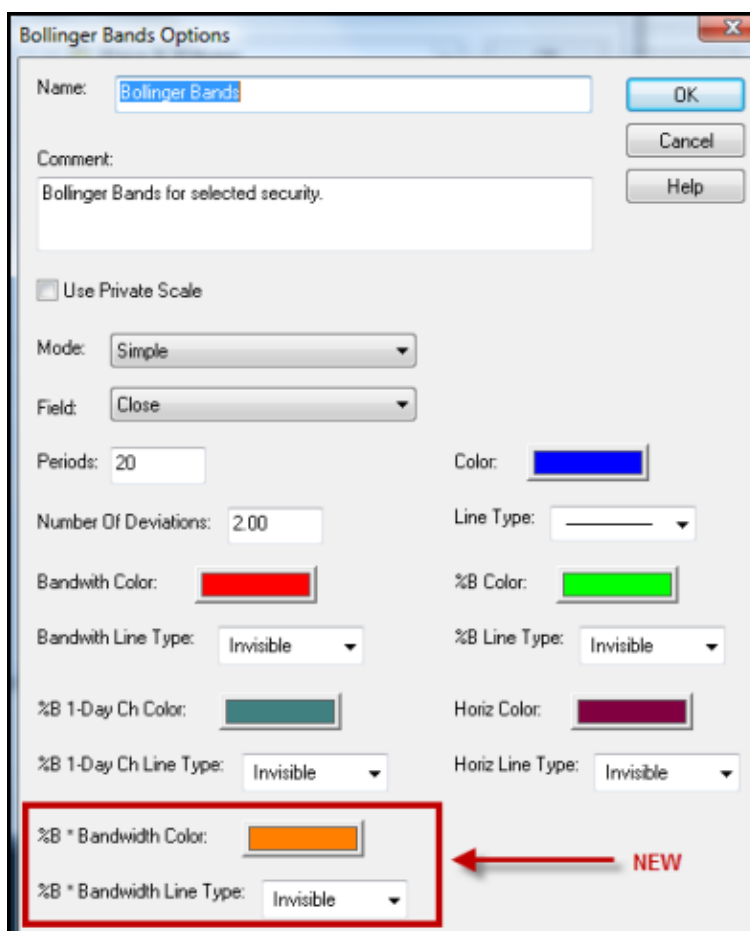 Bollinger Bands Options
Name: Bollinger Bands
OK
Cancel
Comment:
Help
Bollinger Bands for selected security.
Use Private Scale
Mode: Simple
Field: Close
Periods: 20 Color:
Number Of Deviations: 2.00 Line Type:
Bandwith Color: %B Color:
Bandwith Line Type: Invisible %B Line Type: Invisible
%B 1-Day Ch Color: Horiz Color:
%B 1-Day Ch Line Type: Invisible Horiz Line Type: Invisible
%B * Bandwidth Color:
NEW
%B * Bandwidth Line Type: Invisible